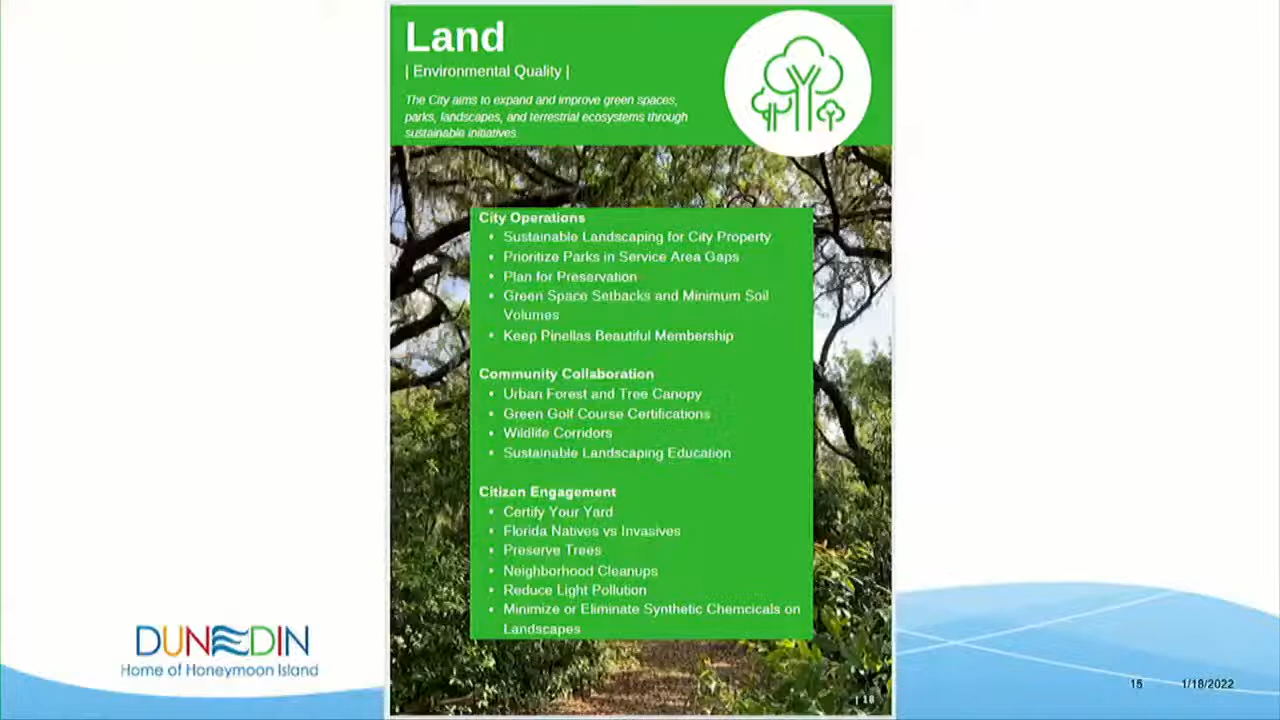 Land
| Environmental Quality |
The City aims to expand and improve green spaces,
parks, landscapes, and terrestrial ecosystems through
sustainable initiatives.
City Operations
• Sustainable Landscaping for City Property
• Prioritize Parks in Service Area Gaps
• Plan for Preservation
• Green Space Setbacks and Minimum Soil
Volumes
• Keep Pinellas Beautiful Membership
Community Collaboration
• Urban Forest and Tree Canopy
• Green Golf Course Certifications
• Wildlife Corridors
• Sustainable Landscaping Education
Citizen Engagement
• Certify Your Yard
• Florida Natives vs Invasives
• Preserve Trees
• Neighborhood Cleanups
• Reduce Light Pollution
• Minimize or Eliminate Synthetic Chemcicals on
Landscapes
| 18
DUNEDIN
Home of Honeymoon Island
15 1/18/2022